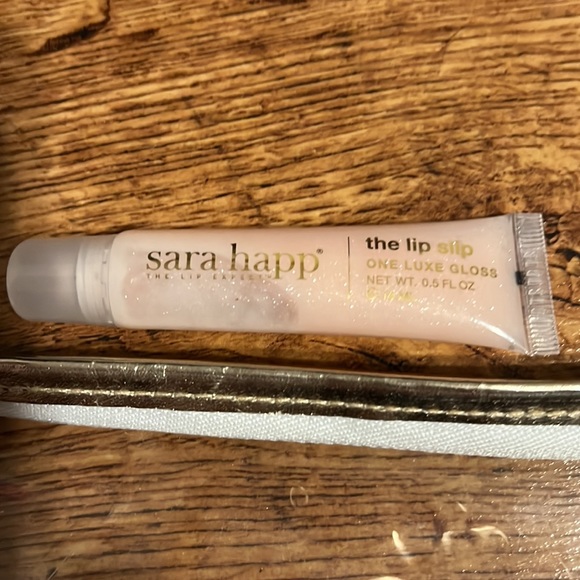 sara happ®
THE LIP EXPERT
the lip slip
ONE LUXE GLOSS
NET WT. 0.5 FL OZ